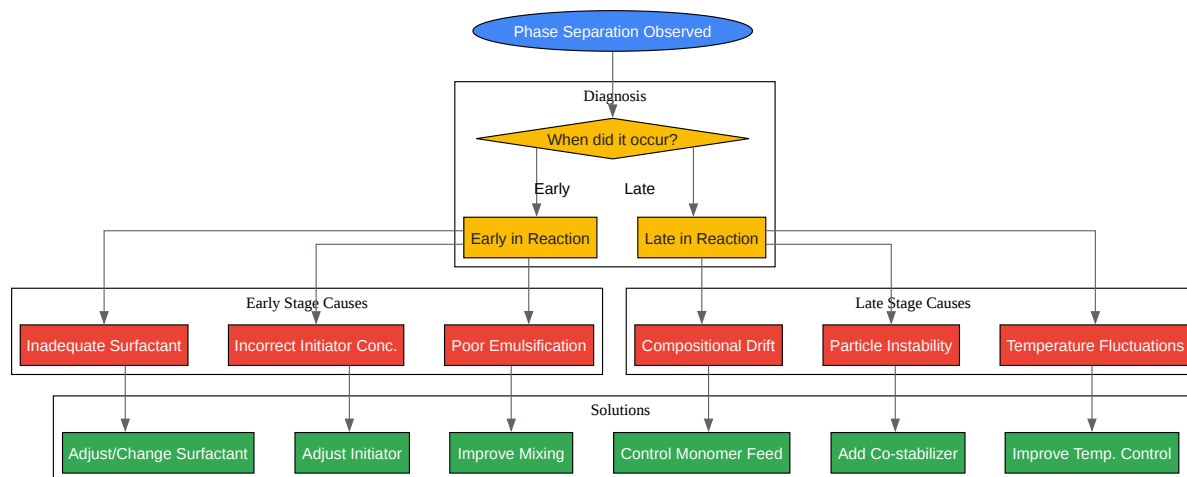 Phase Separation Observed
Diagnosis
When did it occur?
Early
Late
Early in Reaction
Late in Reaction
Early Stage Causes
Late Stage Causes
Inadequate Surfactant
Incorrect Initiator Conc.
Poor Emulsification
Compositional Drift
Particle Instability
Temperature Fluctuations
Solutions
Adjust/Change Surfactant
Adjust Initiator
Improve Mixing
Control Monomer Feed
Add Co-stabilizer
Improve Temp. Control